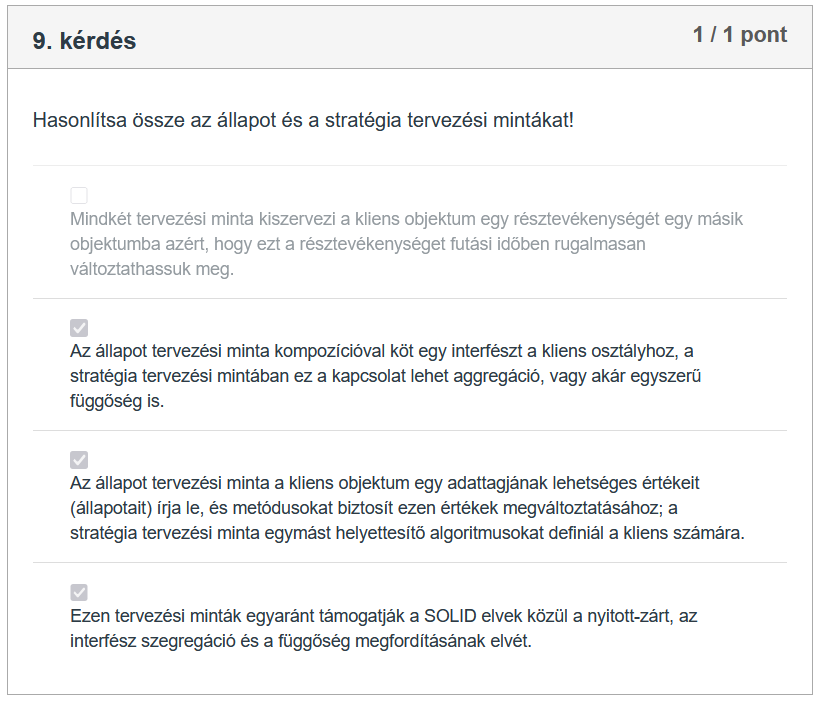 9. kérdés
1 / 1 pont
Hasonlítsa össze az állapot és a stratégia tervezési mintákat!
Mindkét tervezési minta kiszervezi a kliens objektum egy résztevékenységét egy másik
objektumba azért, hogy ezt a résztevékenységet futási időben rugalmasan
változtathassuk meg.
Az állapot tervezési minta kompozícióval köt egy interfészt a kliens osztályhoz, a
stratégia tervezési mintában ez a kapcsolat lehet aggregáció, vagy akár egyszerű
függőség is.
Az állapot tervezési minta a kliens objektum egy adattagjának lehetséges értékeit
(állapotait) írja le, és metódusokat biztosít ezen értékek megváltoztatásához; a
stratégia tervezési minta egymást helyettesítő algoritmusokat definiál a kliens számára.
Ezen tervezési minták egyaránt támogatják a SOLID elvek közül a nyitott-zárt, az
interfész szegregáció és a függőség megfordításának elvét.